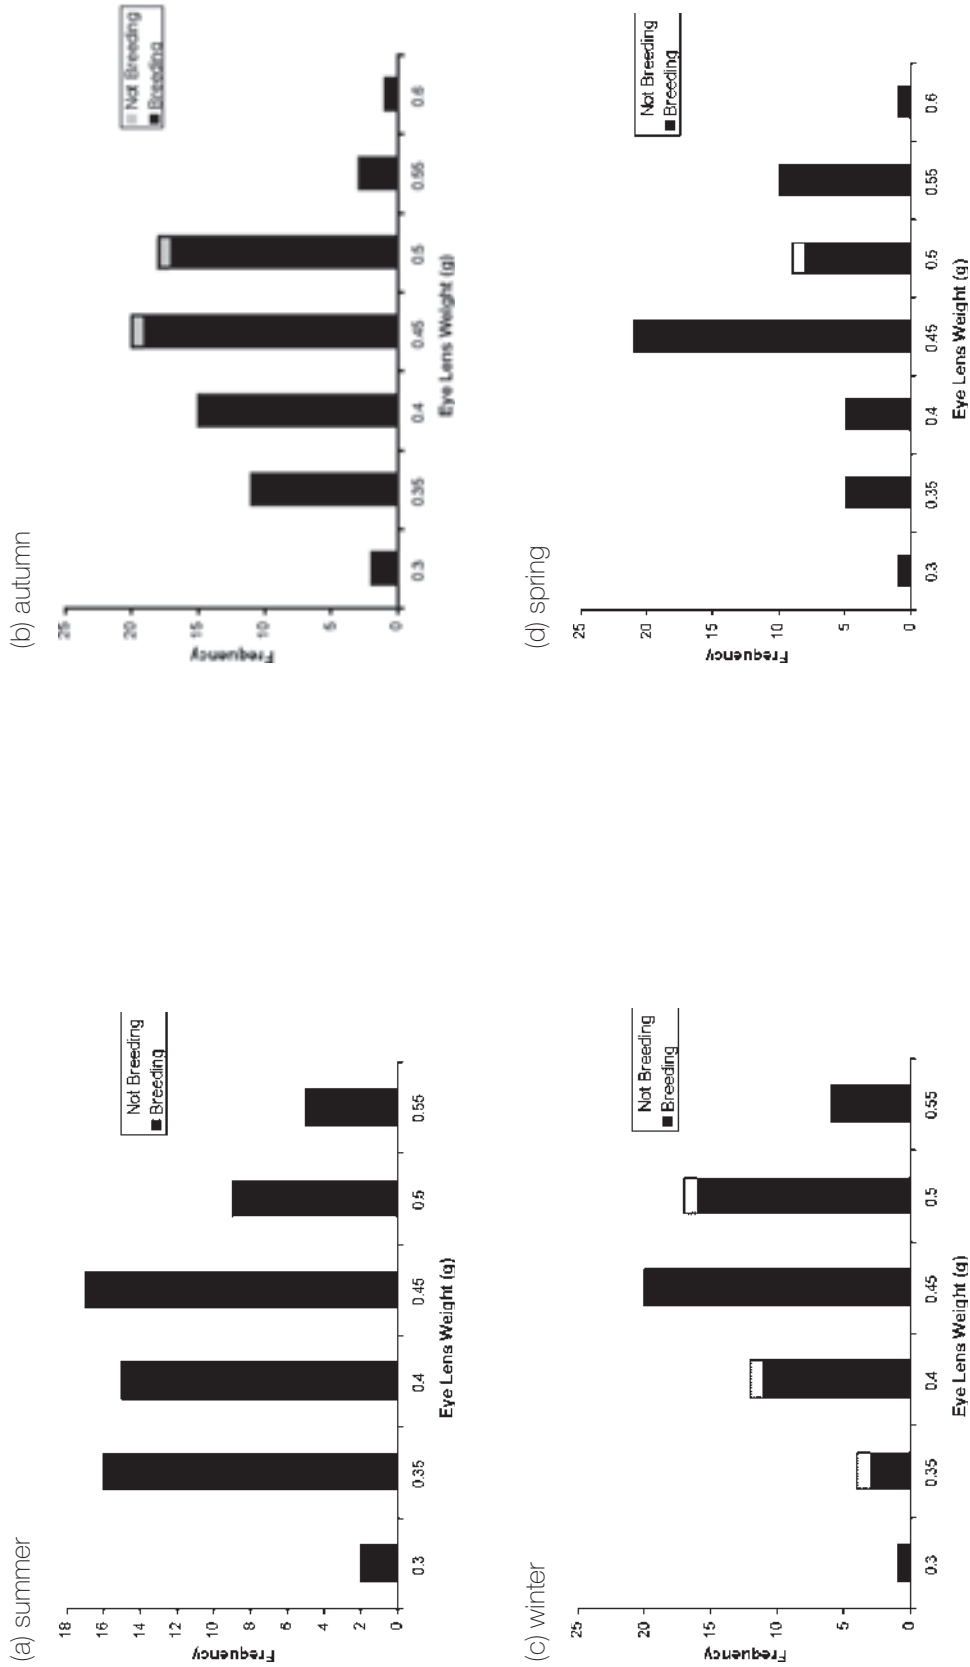 (a) summer
Frequency
18
16
14
12
10
8
6
4
2
0
0.3
0.35
0.4
0.45
0.5
0.55
Eye Lens Weight (g)
Not Breeding
Breeding
(b) autumn
Frequency
25
20
15
10
5
0
0.3
0.35
0.4
0.45
0.5
0.55
0.6
Eye Lens Weight (g)
Not Breeding
Breeding
(c) winter
Frequency
25
20
15
10
5
0
0.3
0.35
0.4
0.45
0.5
0.55
Eye Lens Weight (g)
Not Breeding
Breeding
(d) spring
Frequency
25
20
15
10
5
0
0.3
0.35
0.4
0.45
0.5
0.55
0.6
Eye Lens Weight (g)
Not Breeding
Breeding